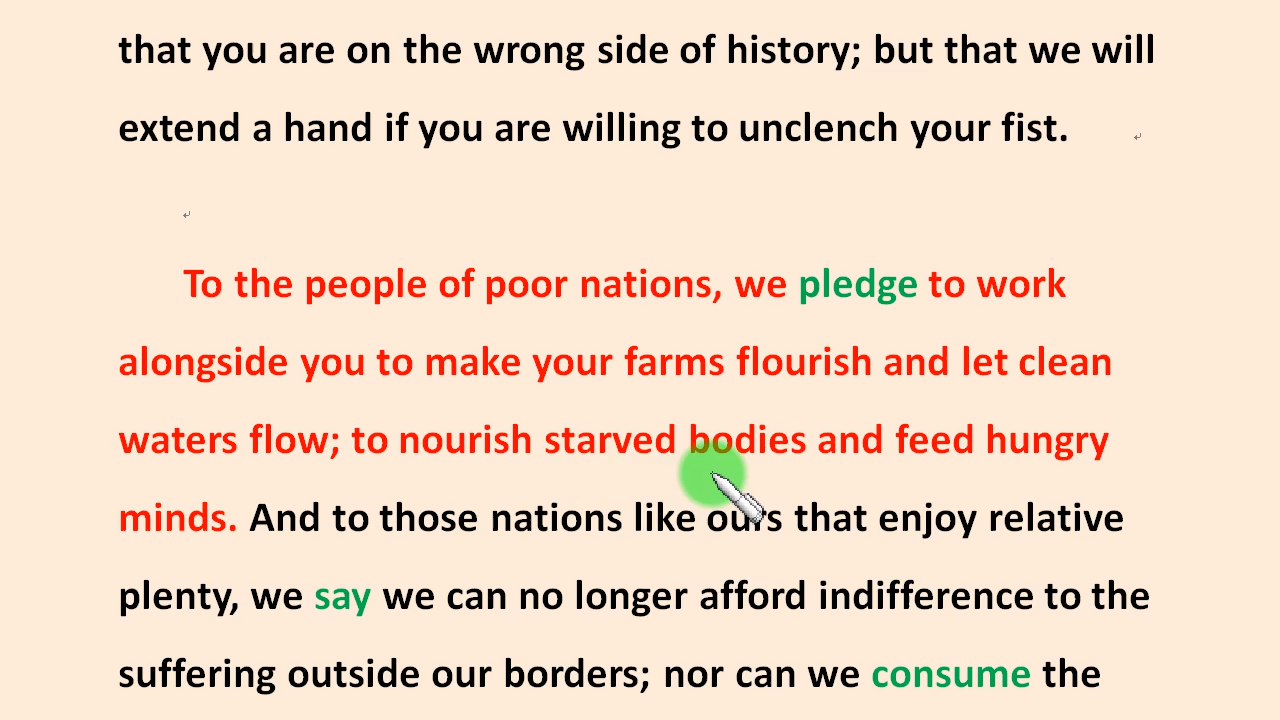 that you are on the wrong side of history; but that we will
extend a hand if you are willing to unclench your fist.
To the people of poor nations, we pledge to work
alongside you to make your farms flourish and let clean
waters flow; to nourish starved bodies and feed hungry
minds. And to those nations like ours that enjoy relative
plenty, we say we can no longer afford indifference to the
suffering outside our borders; nor can we consume the